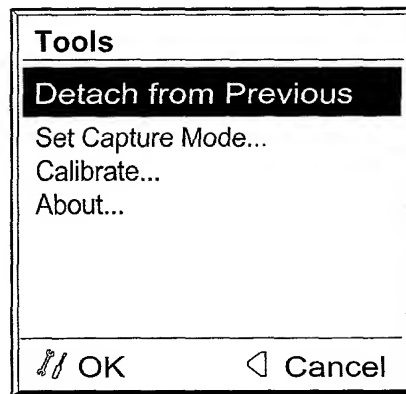 Tools
Detach from Previous
Set Capture Mode...
Calibrate...
About...
OK Cancel